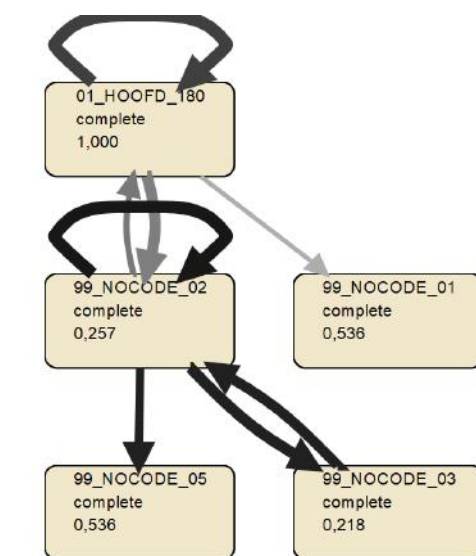 01_HOOFD_180
complete
1,000
99_NOCODE_02
complete
0,257
99_NOCODE_01
complete
0,536
99_NOCODE_05
complete
0,536
99_NOCODE_03
complete
0,218